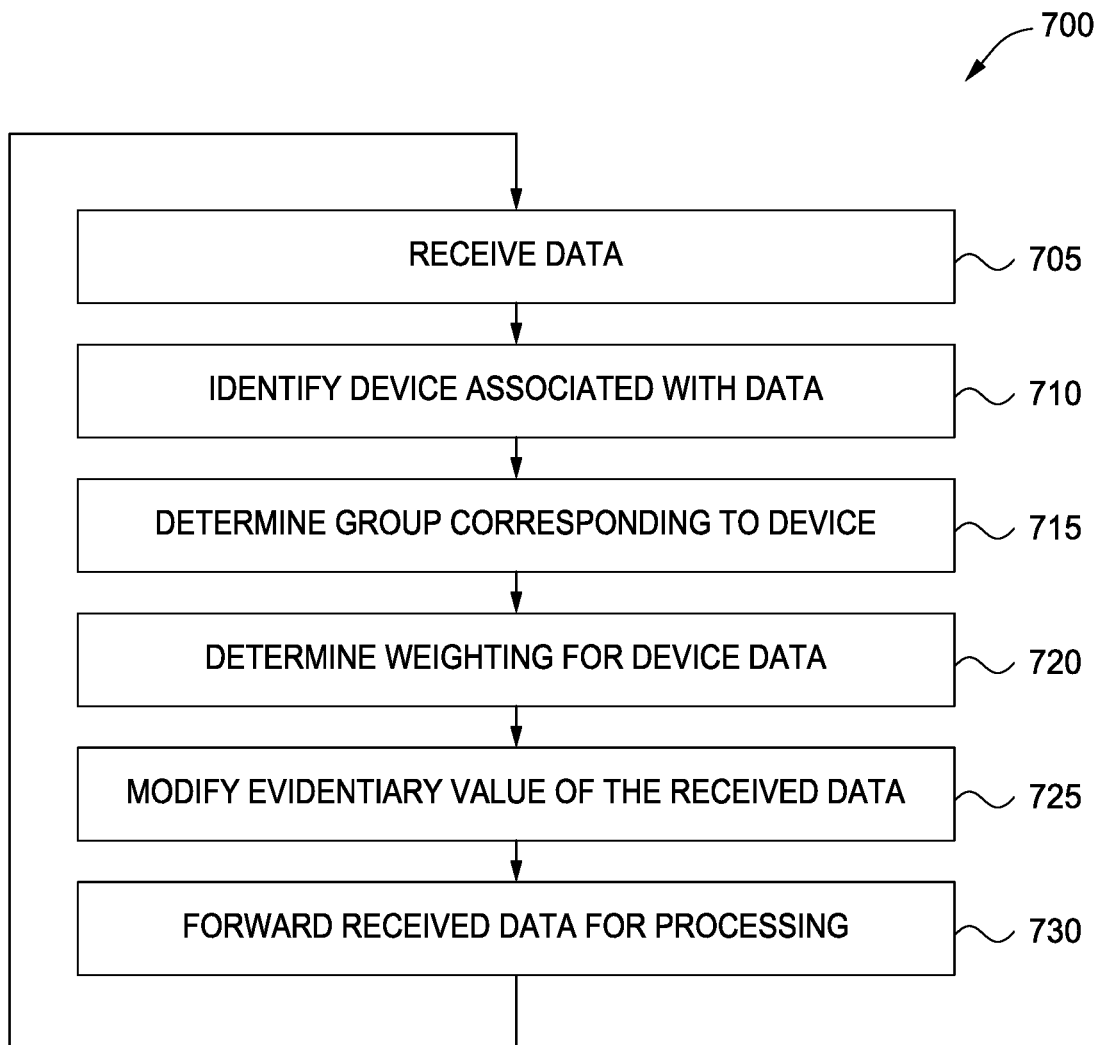 700
RECEIVE DATA
705
IDENTIFY DEVICE ASSOCIATED WITH DATA
710
DETERMINE GROUP CORRESPONDING TO DEVICE
715
DETERMINE WEIGHTING FOR DEVICE DATA
720
MODIFY EVIDENTIARY VALUE OF THE RECEIVED DATA
725
FORWARD RECEIVED DATA FOR PROCESSING
730